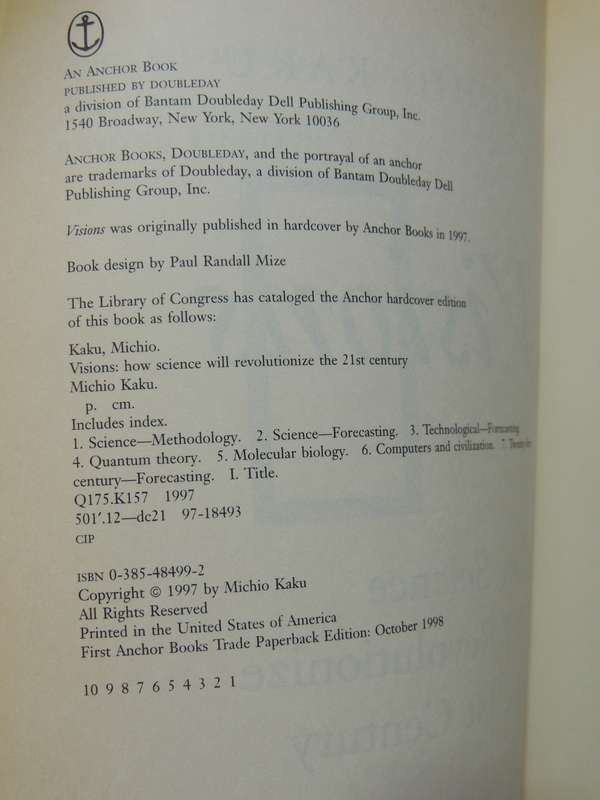 AN ANCHOR BOOK
PUBLISHED BY DOUBLEDAY
a division of Bantam Doubleday Dell Publishing Group, Inc.
1540 Broadway, New York, New York 10036
ANCHOR BOOKS, DOUBLEDAY, and the portrayal of an anchor
are trademarks of Doubleday, a division of Bantam Doubleday Dell
Publishing Group, Inc.
Visions was originally published in hardcover by Anchor Books in 1997.
Book design by Paul Randall Mize
The Library of Congress has cataloged the Anchor hardcover edition
of this book as follows:
Kaku, Michio.
Visions: how science will revolutionize the 21st century
Michio Kaku.
p. cm.
Includes index.
1. Science—Methodology. 2. Science—Forecasting. 3. Technological—Forecasting
4. Quantum theory. 5. Molecular biology. 6. Computers and civilization. 7.
century—Forecasting. I. Title.
Q175.K157 1997
501′.12—dc21 97-18493
CIP
ISBN 0-385-48499-2
Copyright © 1997 by Michio Kaku
All Rights Reserved
Printed in the United States of America
First Anchor Books Trade Paperback Edition: October 1998
10 9 8 7 6 5 4 3 2 1